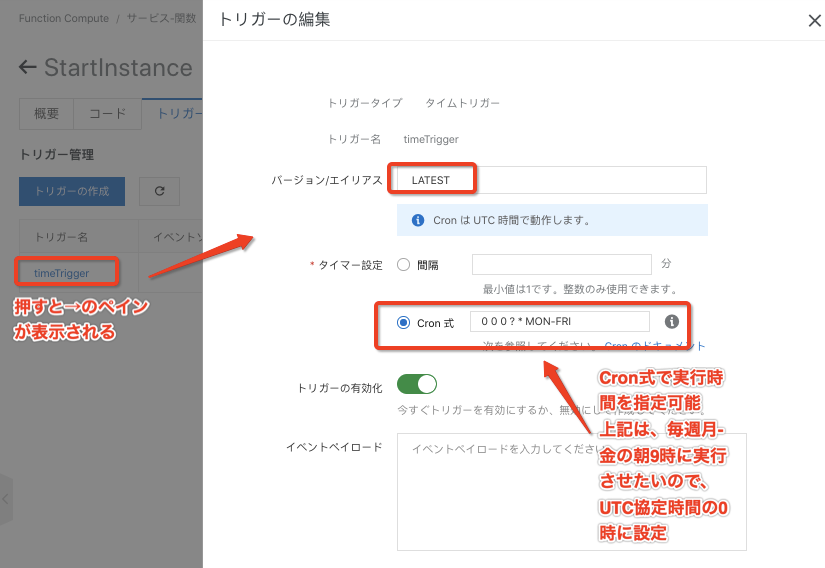 Function Compute / サービス-関数
トリガーの編集
← StartInstance
概要 コード トリガー
トリガー管理
トリガーの作成
トリガー名 イベントソ
timeTrigger
押すと→のペイン
が表示される
トリガータイプ タイムトリガー
トリガー名 timeTrigger
バージョン/エイリアス LATEST
Cron は UTC 時間で動作します。
* タイマー設定 間隔 分
最小値は1です。整数のみ使用できます。
Cron 式 0 0 0 ? * MON-FRI
次を参照してください。 Cron のドキュメント
トリガーの有効化
今すぐトリガーを有効にするか、無効にして作成してください。
イベントペイロード
イベントペイロードを入力してください
Cron式で実行時
間を指定可能
上記は、毎週月-
金の朝9時に実行
させたいので、
UTC協定時間の0
時に設定